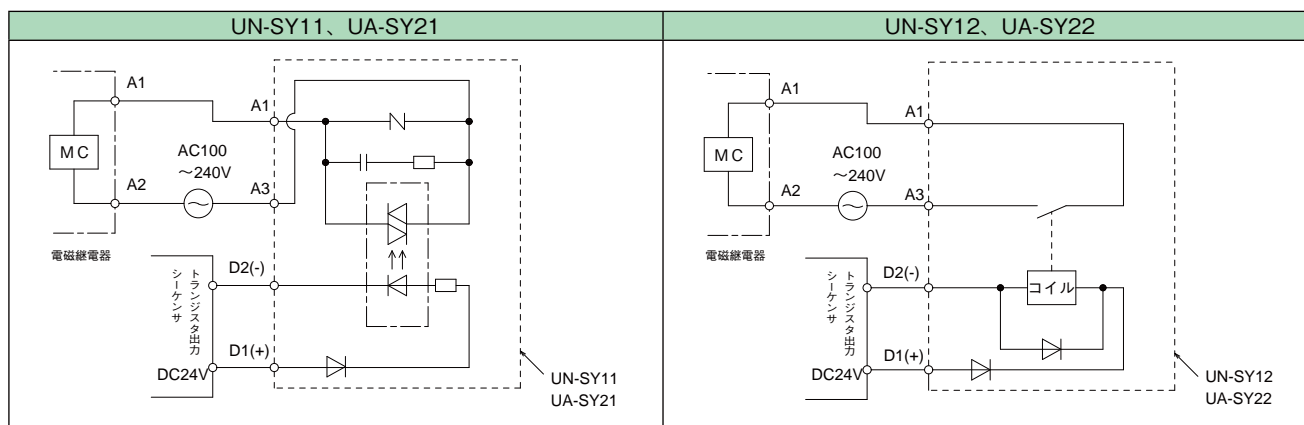 UN-SY11、UA-SY21
A1
A1
MC
AC100
～240V
A2
A3
電磁継電器
トランジスタ出力
シーケンサ
D2(-)
D1(+)
DC24V
UN-SY11
UA-SY21
UN-SY12、UA-SY22
A1
A1
MC
AC100
～240V
A2
A3
電磁継電器
トランジスタ出力
シーケンサ
D2(-)
コイル
D1(+)
DC24V
UN-SY12
UA-SY22